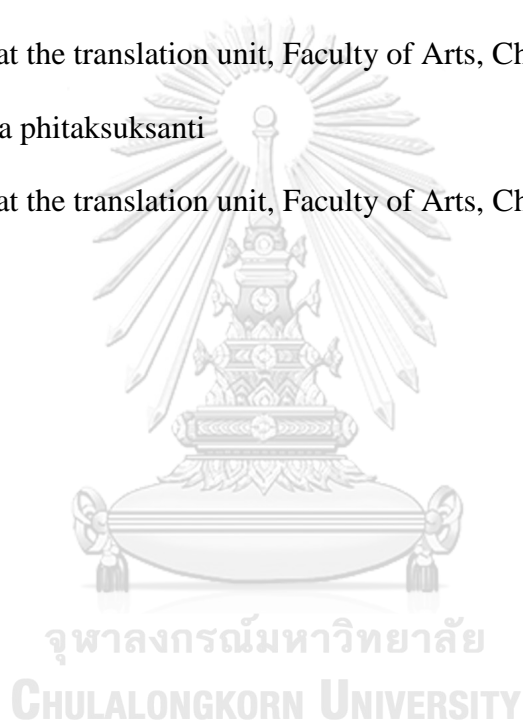 at the translation unit, Faculty of Arts, Ch
a phitaksuksanti
at the translation unit, Faculty of Arts, Ch
จุฬาลงกรณ์มหาวิทยาลัย
CHULALONGKORN UNIVERSITY